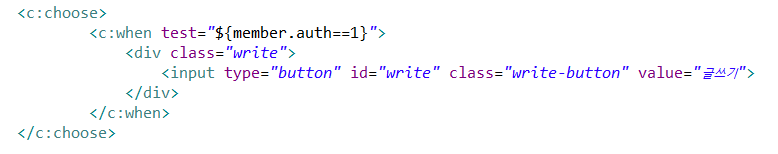 <c:choose>
        <c:when test="${member.auth==1}">
            <div class="write">
                <input type="button" id="write" class="write-button" value="글쓰기">
            </div>
        </c:when>
</c:choose>